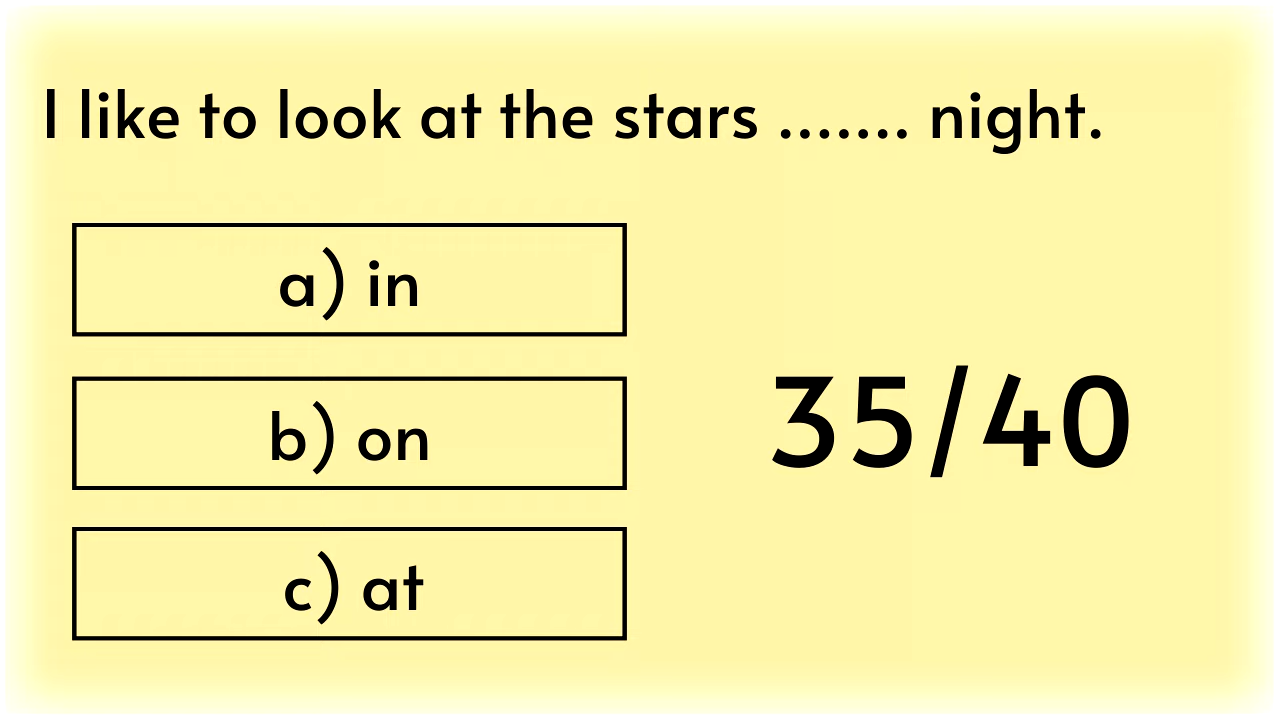 I like to look at the stars ....... night.
a) in
b) on
35/40
c) at